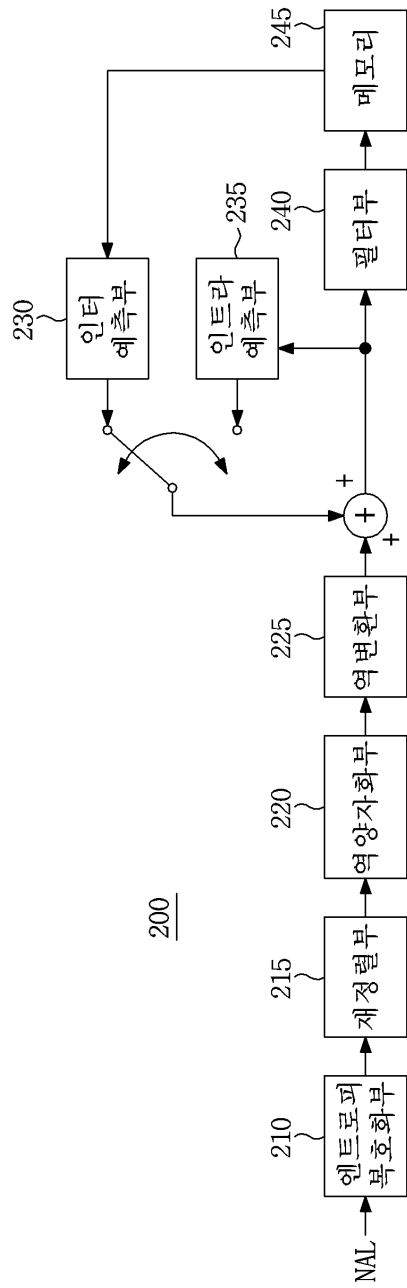 200
NAL
210
엔트로피
복호화부
215
재정렬부
220
역양자화부
225
역변환부
+
+
+
230
인터
예측부
235
인트라
예측부
240
필터부
245
메모리